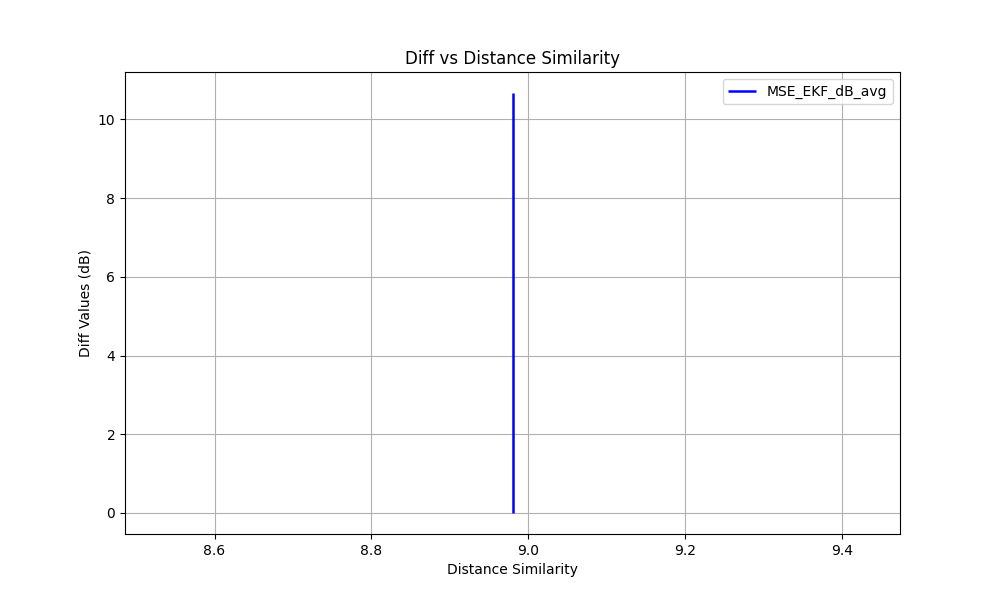 Diff vs Distance Similarity
MSE_EKF_dB_avg
10
8
6
4
2
0
Diff Values (dB)
8.6 8.8 9.0 9.2 9.4
Distance Similarity